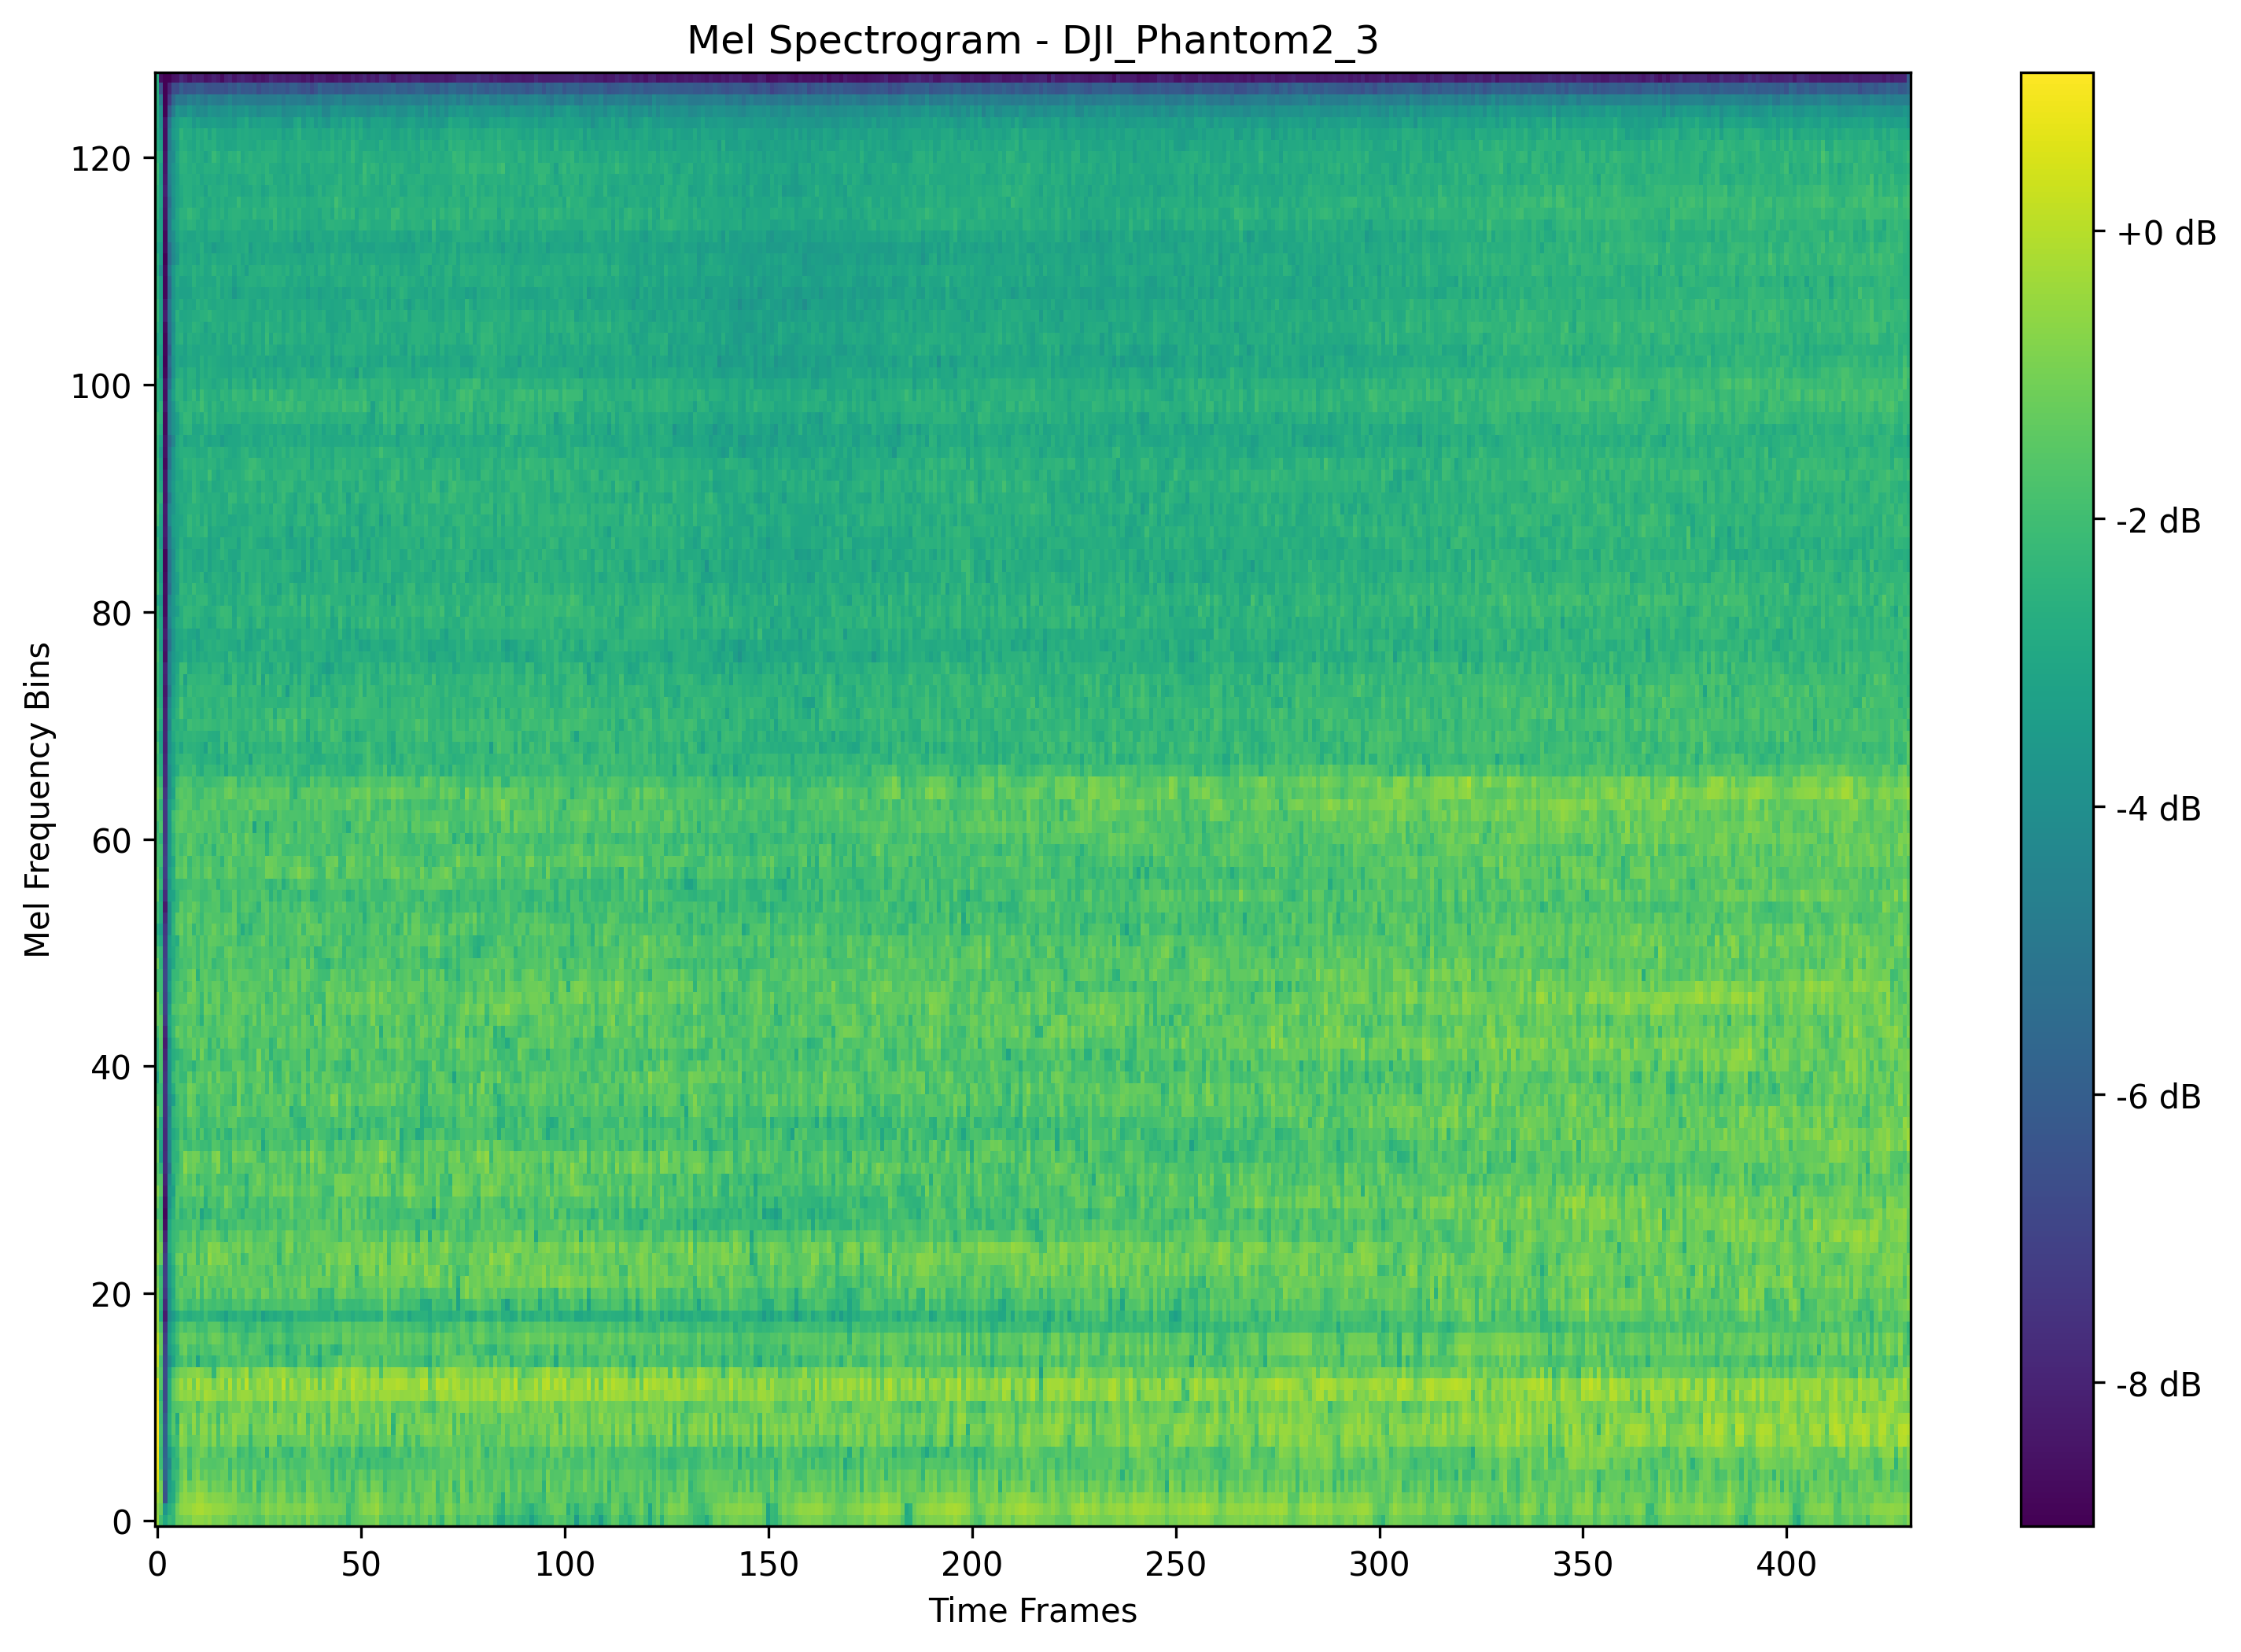 Mel Spectrogram - DJI_Phantom2_3
Mel Frequency Bins
120
100
80
60
40
20
0
0 50 100 150 200 250 300 350 400
Time Frames
+0 dB
-2 dB
-4 dB
-6 dB
-8 dB